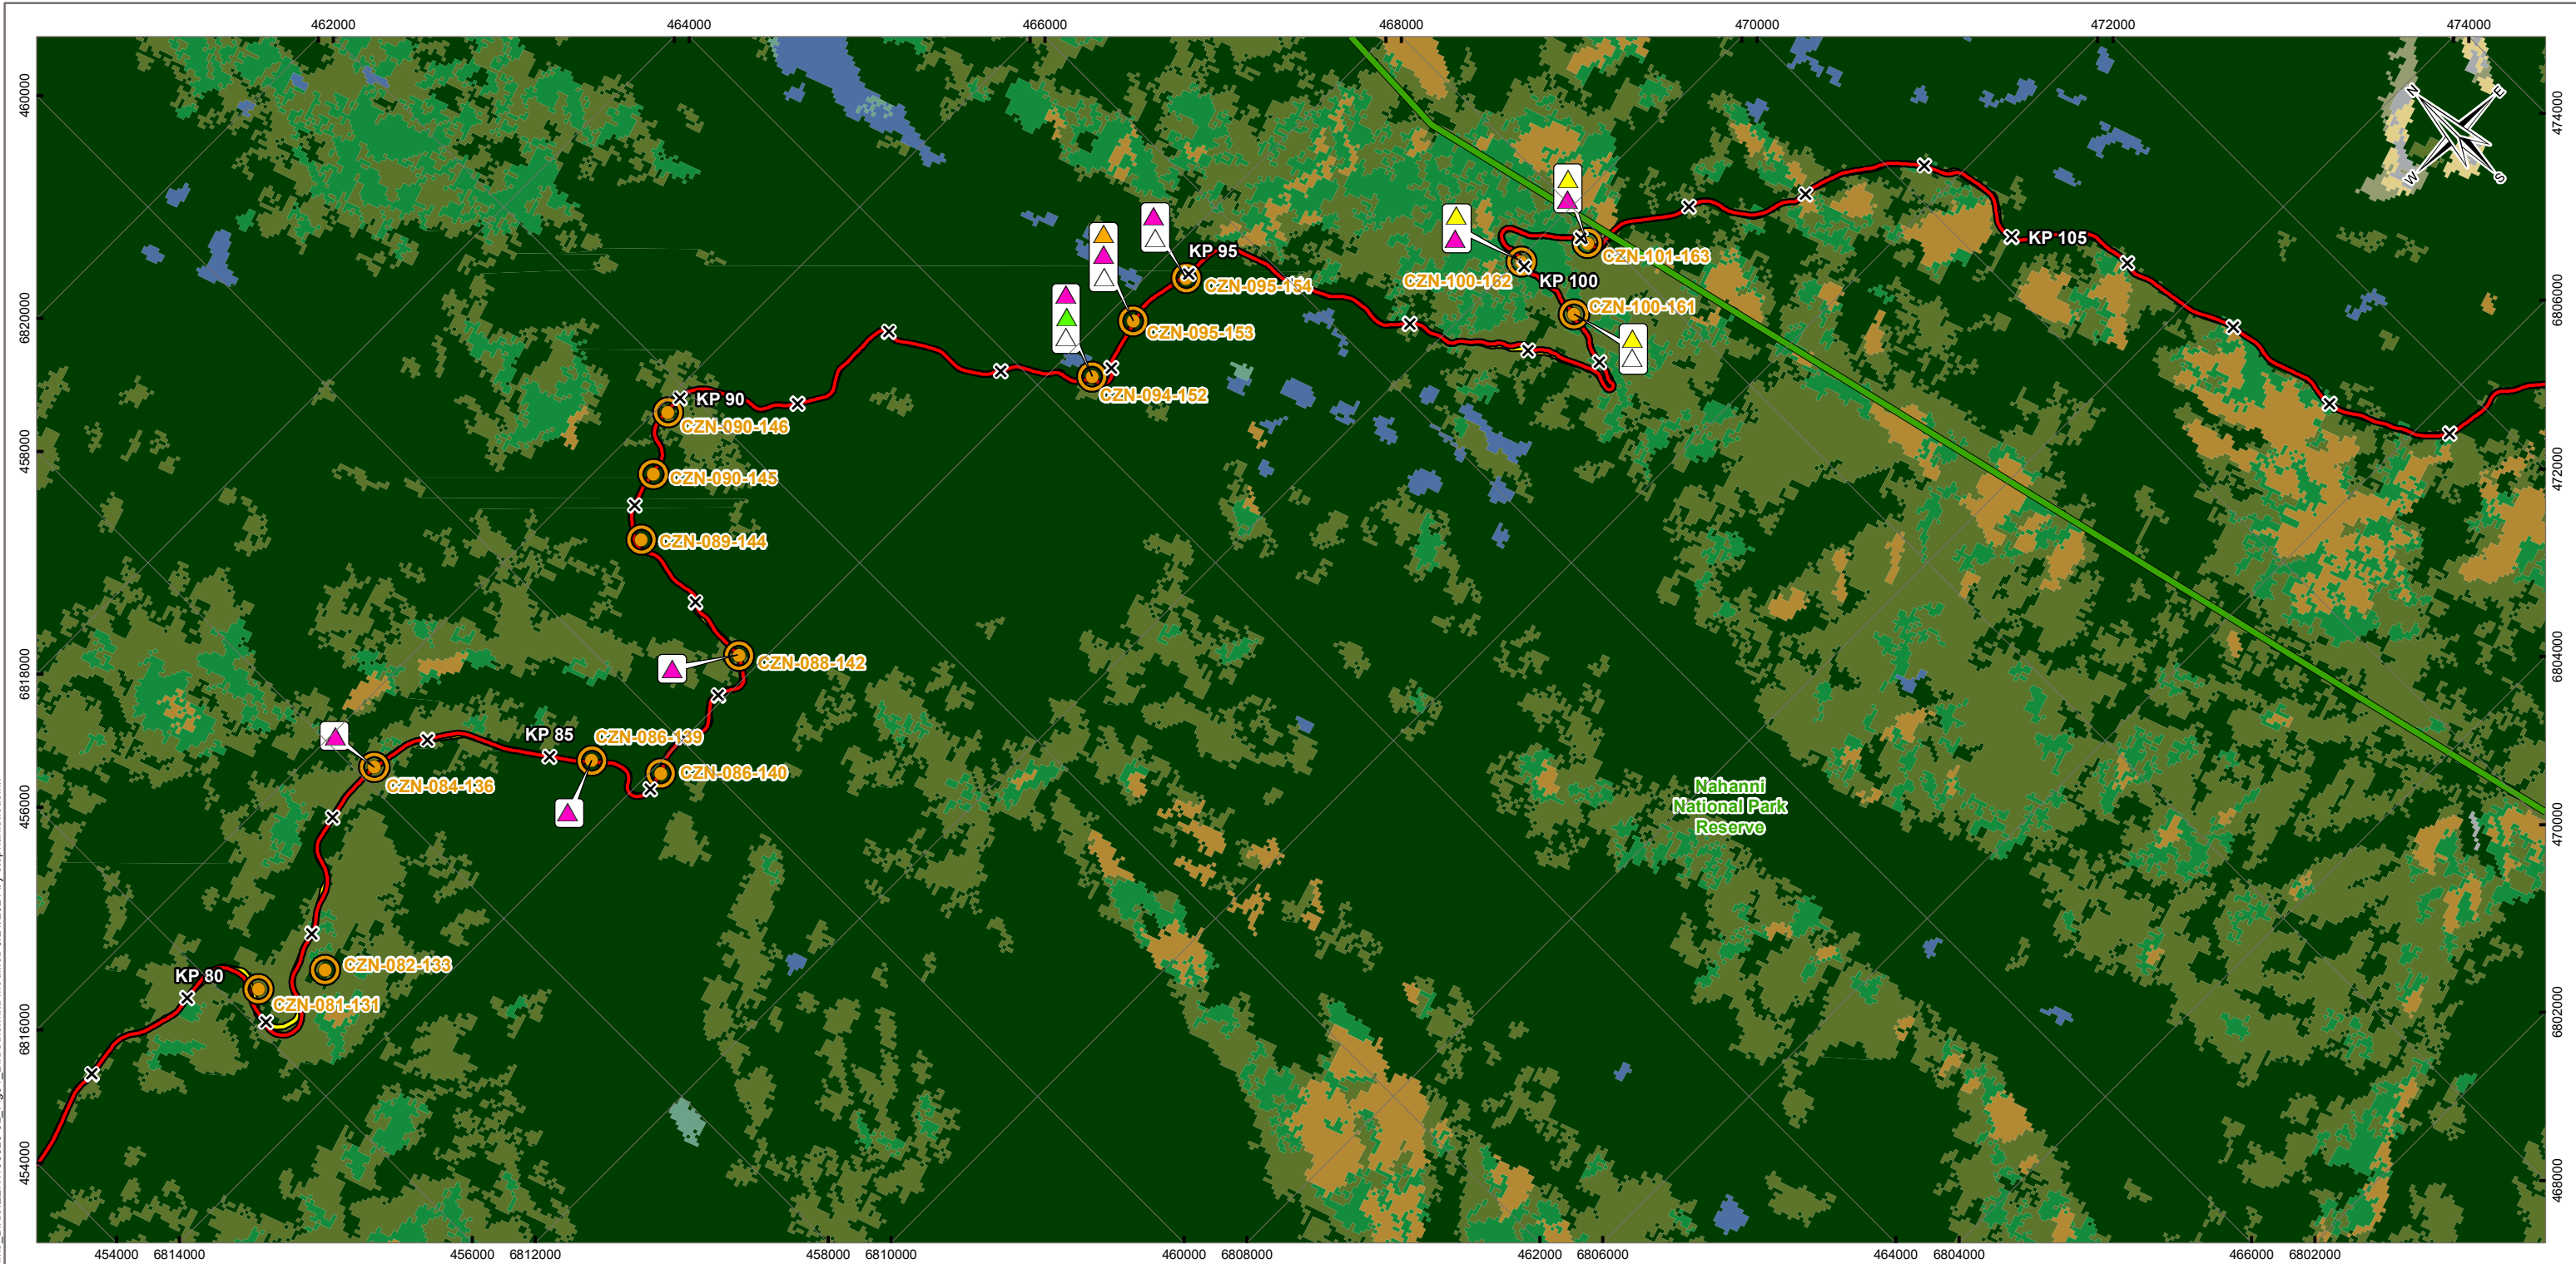 462000 464000 466000 468000 470000 472000 474000
460000
474000
N E
W S
KP 95
KP 105
CZN-101-163
CZN-100-162 KP 100
CZN-095-154
6806000
CZN-100-161
6820000
CZN-095-153
CZN-094-152
KP 90
CZN-090-146
458000
472000
CZN-090-145
CZN-089-144
6804000
CZN-088-142
6818000
KP 85 CZN-086-139
CZN-086-140
CZN-084-136
Nahanni
National Park
Reserve
456000
470000
CZN-082-133
KP 80
CZN-081-131
6802000
6816000
454000
468000
454000 6814000 456000 6812000 458000 6810000 460000 6808000 462000 6806000 464000 6804000 466000 6802000